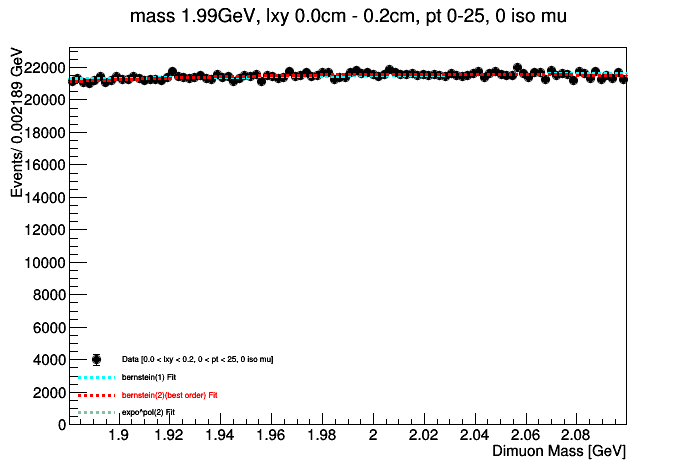 mass 1.99GeV, lxy 0.0cm - 0.2cm, pt 0-25, 0 iso mu
Events/ 0.002189 GeV
22000
20000
18000
16000
14000
12000
10000
8000
6000
4000
2000
0
Data [0.0 < lxy < 0.2, 0 < pt < 25, 0 iso mu]
bernstein(1) Fit
bernstein(2)(best order) Fit
expo^pol(2) Fit
1.9 1.92 1.94 1.96 1.98 2 2.02 2.04 2.06 2.08
Dimuon Mass [GeV]